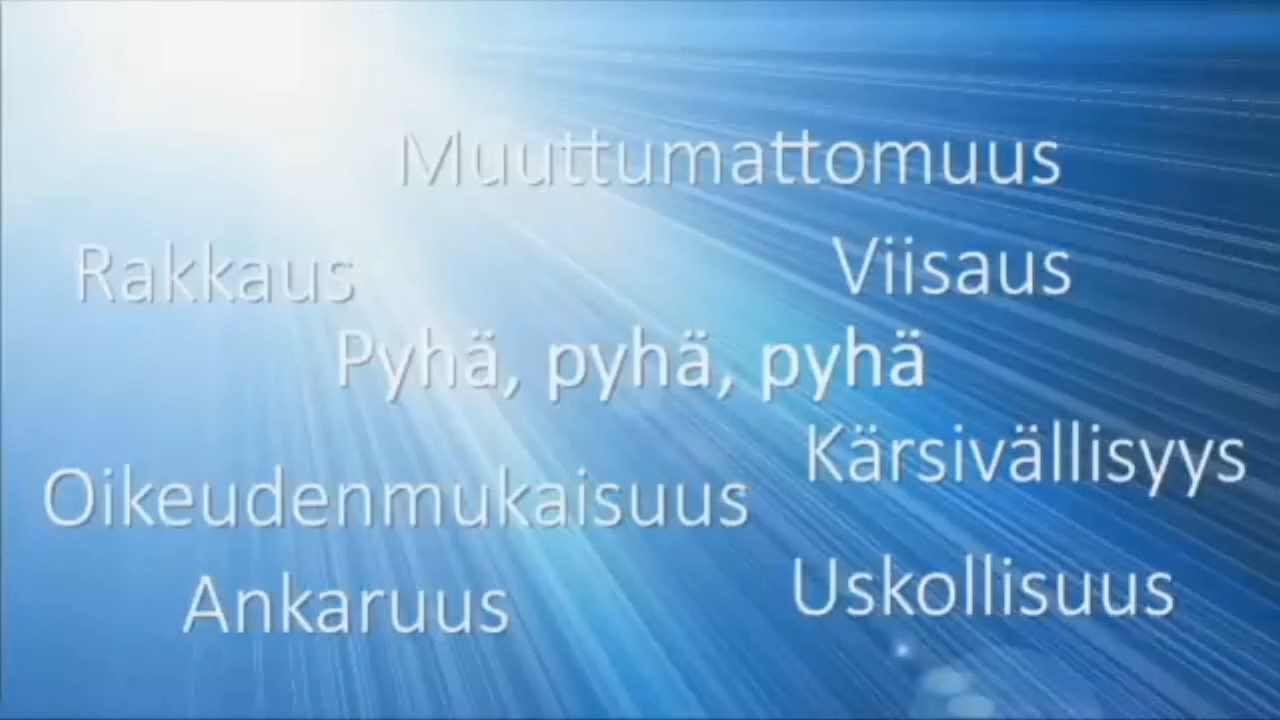 Muuttumattomuus
Rakkaus
Viisaus
Pyhä, pyhä, pyhä
Kärsivällisyys
Oikeudenmukaisuus
Uskollisuus
Ankaruus